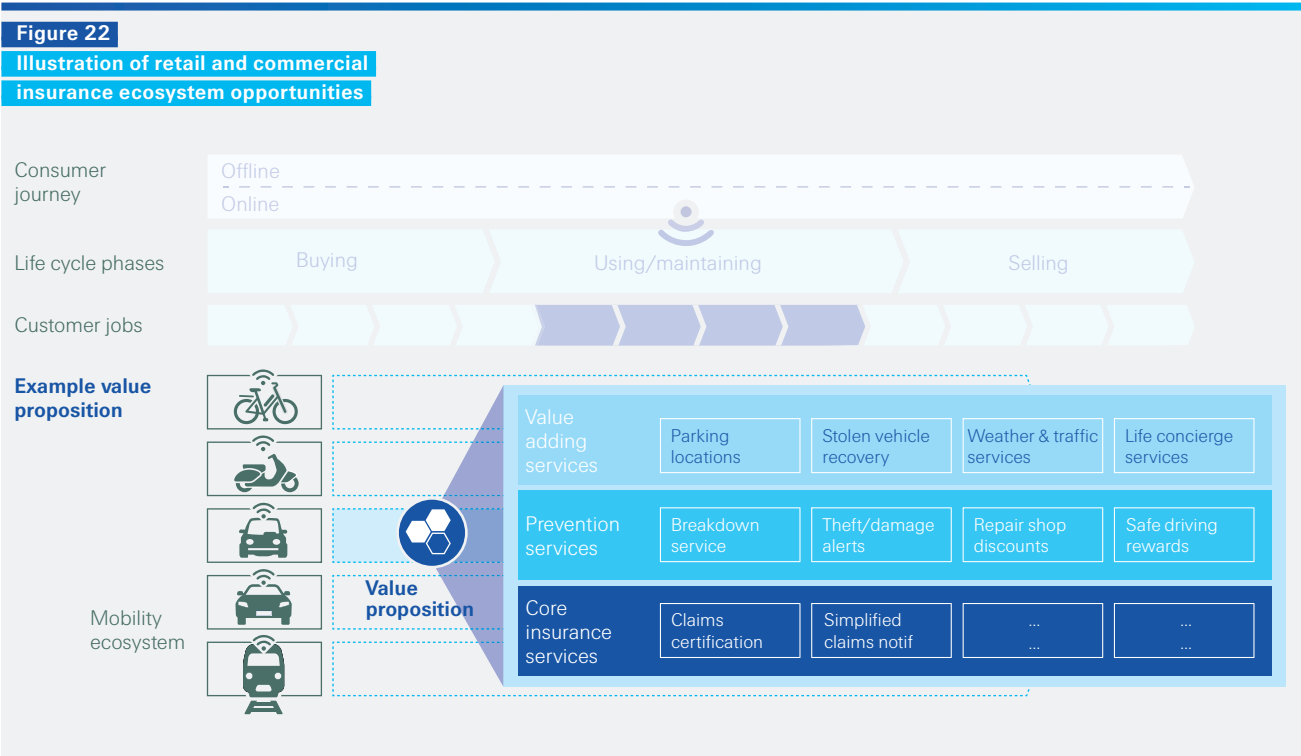 Figure 22
Illustration of retail and commercial
insurance ecosystem opportunities
Consumer
journey
Offline
Online
Life cycle phases
Buying
Using/maintaining
Selling
Customer jobs
Example value
proposition
Mobility
ecosystem
Value
proposition
Value
adding
services
Parking
locations
Stolen vehicle
recovery
Weather & traffic
services
Life concierge
services
Prevention
services
Breakdown
service
Theft/damage
alerts
Repair shop
discounts
Safe driving
rewards
Core
insurance
services
Claims
certification
Simplified
claims notif
...
...
...
...